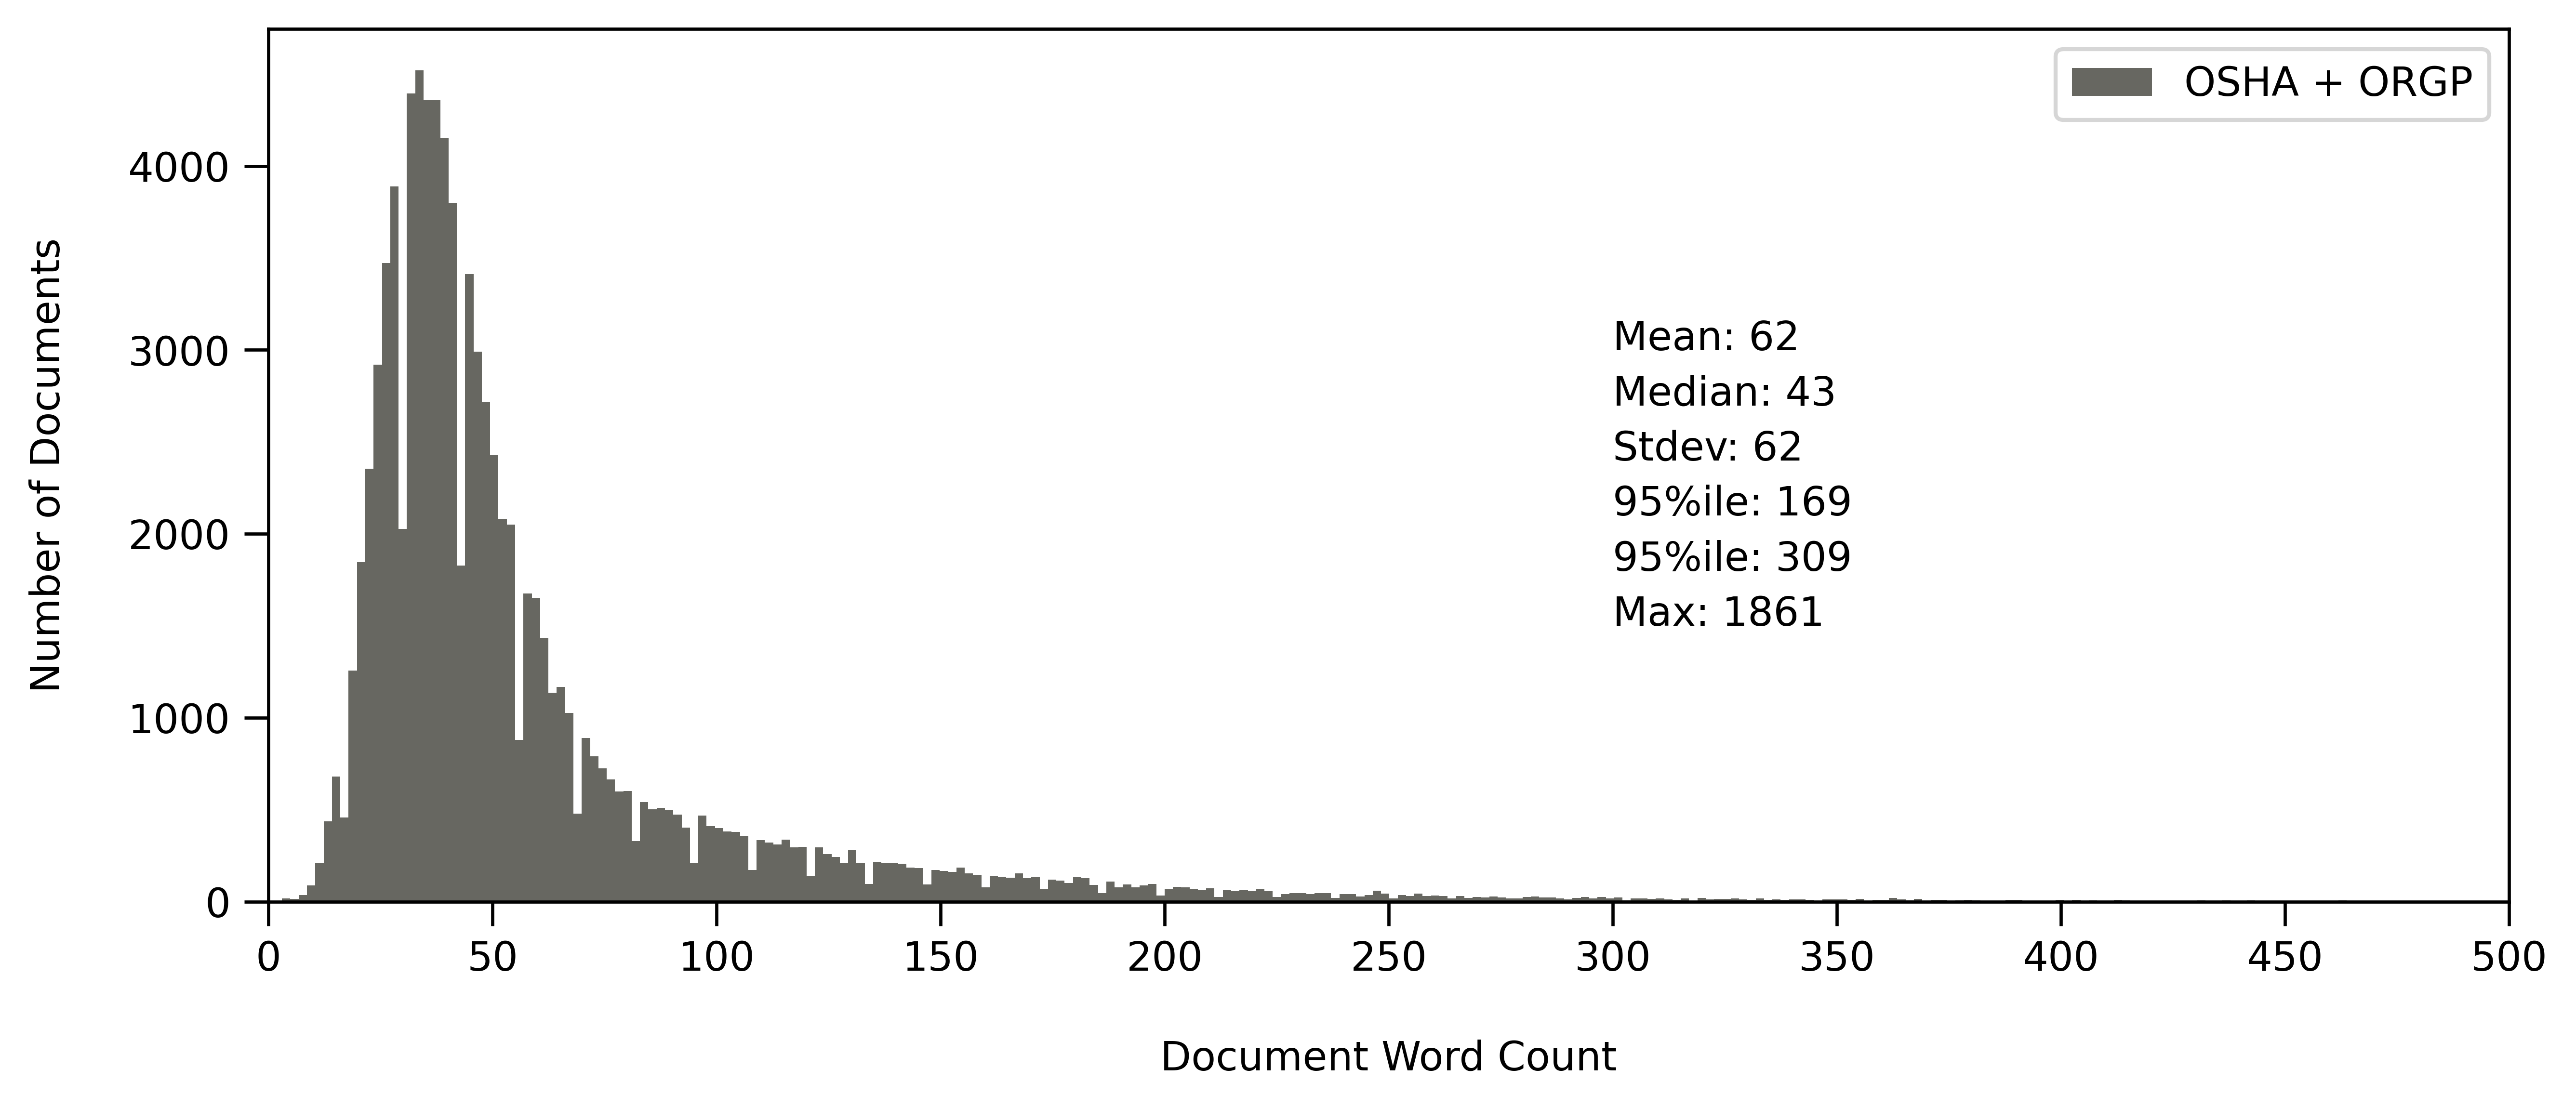 OSHA + ORGP
4000
3000
2000
1000
0
Number of Documents
Mean: 62
Median: 43
Stdev: 62
95%ile: 169
95%ile: 309
Max: 1861
0 50 100 150 200 250 300 350 400 450 500
Document Word Count